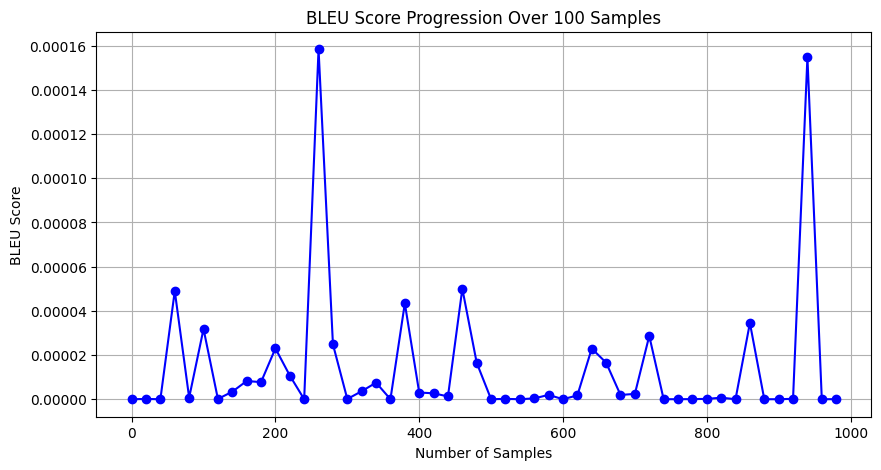 BLEU Score Progression Over 100 Samples
0.00016
0.00014
0.00012
0.00010
0.00008
0.00006
0.00004
0.00002
0.00000
BLEU Score
0 200 400 600 800 1000
Number of Samples